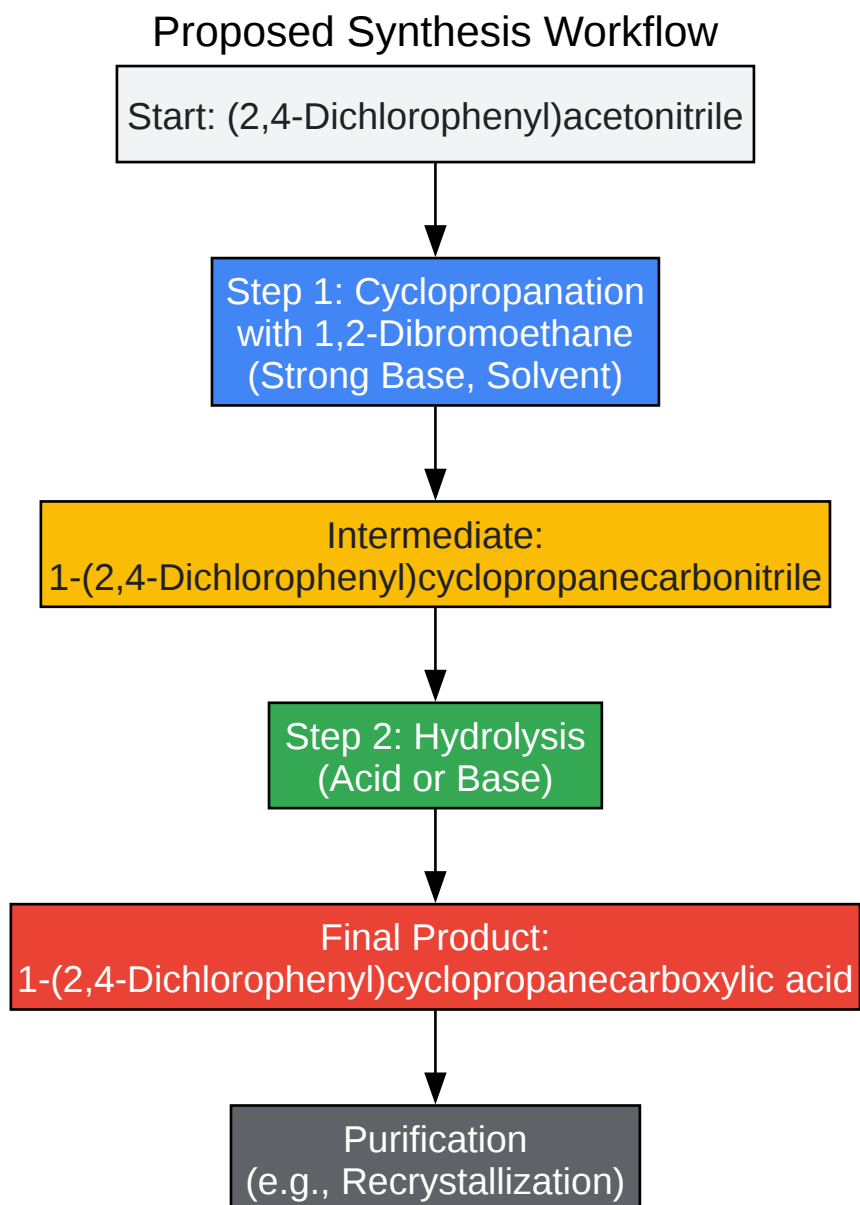 Proposed Synthesis Workflow
Start: (2,4-Dichlorophenyl)acetonitrile
Step 1: Cyclopropanation
with 1,2-Dibromoethane
(Strong Base, Solvent)
Intermediate:
1-(2,4-Dichlorophenyl)cyclopropanecarbonitrile
Step 2: Hydrolysis
(Acid or Base)
Final Product:
1-(2,4-Dichlorophenyl)cyclopropanecarboxylic acid
Purification
(e.g., Recrystallization)